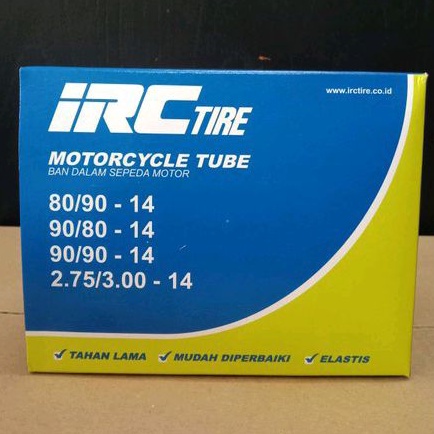 www.irctire.co.id
iRC TIRE
MOTORCYCLE TUBE
BAN DALAM SEPEDA MOTOR
80/90 - 14
90/80 - 14
90/90 - 14
2.75/3.00 - 14
TAHAN LAMA MUDAH DIPERBAIKI ELASTIS